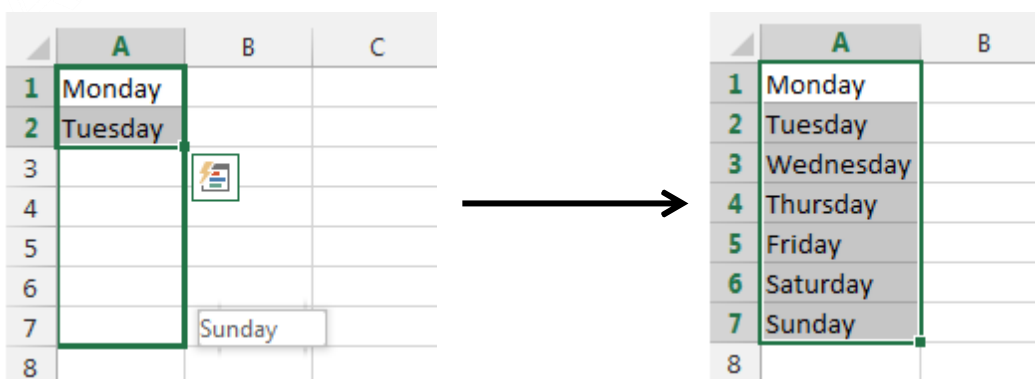 A B C
1 Monday
2 Tuesday
3
4
5
6
7 Sunday
8
A B
1 Monday
2 Tuesday
3 Wednesday
4 Thursday
5 Friday
6 Saturday
7 Sunday
8